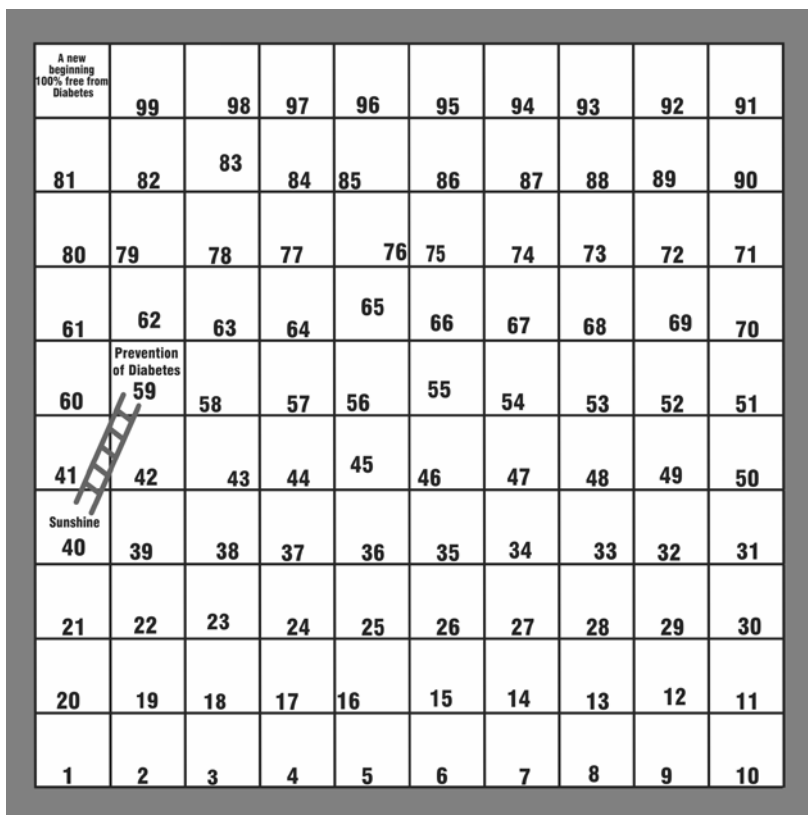 A new
beginning
100% free from
Diabetes
99 98 97 96 95 94 93 92 91
81 82 83 84 85 86 87 88 89 90
80 79 78 77 76 75 74 73 72 71
61 62 63 64 65 66 67 68 69 70
Prevention
of Diabetes
60 59 58 57 56 55 54 53 52 51
41 42 43 44 45 46 47 48 49 50
Sunshine
40 39 38 37 36 35 34 33 32 31
21 22 23 24 25 26 27 28 29 30
20 19 18 17 16 15 14 13 12 11
1 2 3 4 5 6 7 8 9 10